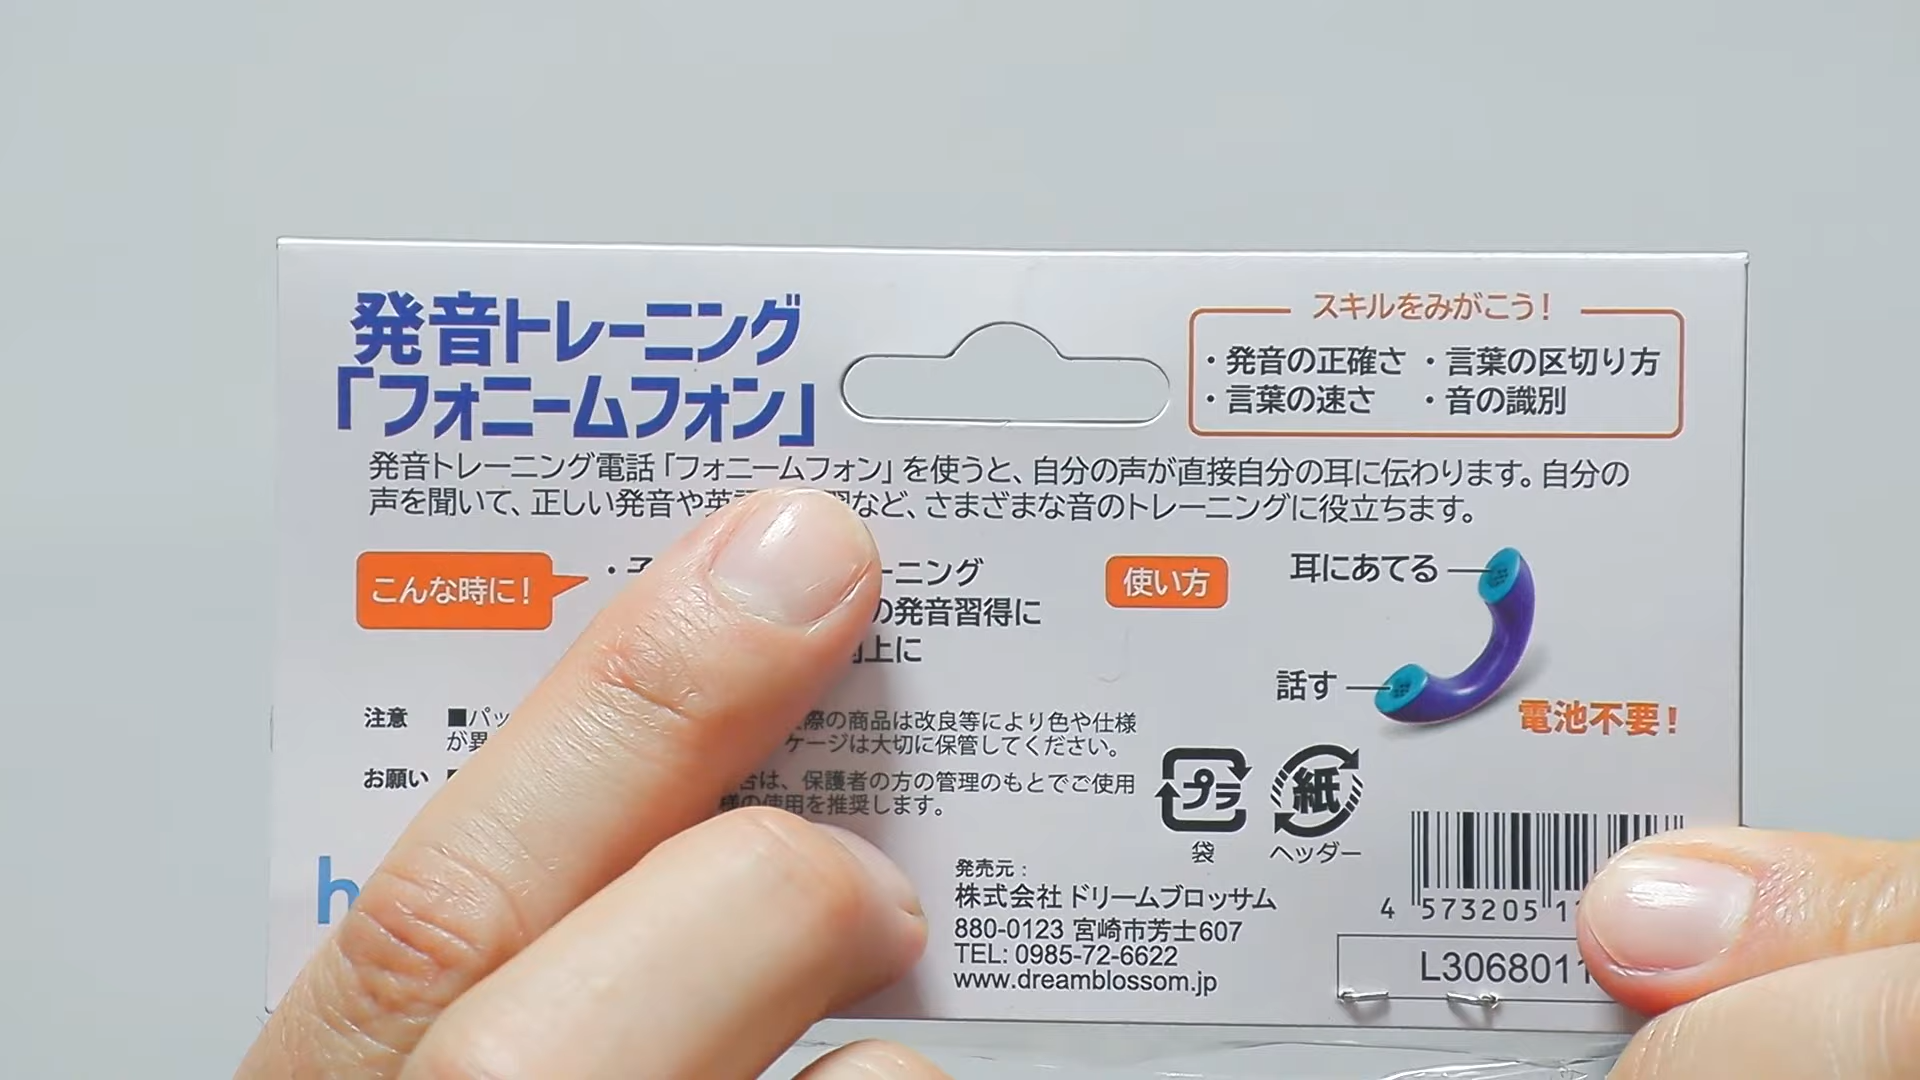 発音トレーニング
「フォニームフォン」
スキルをみがこう！
・発音の正確さ ・言葉の区切り方
・言葉の速さ ・音の識別
発音トレーニング電話「フォニームフォン」を使うと、自分の声が直接自分の耳に伝わります。自分の
声を聞いて、正しい発音や など、さまざまな音のトレーニングに役立ちます。
こんな時に！
ーニング
の発音習得に
上に
使い方
耳にあてる
話す
電池不要！
注意 ■パッ 際の商品は改良等により色や仕様
が異 ケージは大切に保管してください。
お願い 合は、保護者の方の管理のもとでご使用
様の使用を推奨します。
プラ
袋
紙
ヘッダー
発売元：
株式会社 ドリームブロッサム
880-0123 宮崎市芳士607
TEL: 0985-72-6622
www.dreamblossom.jp
4 573205
L306801